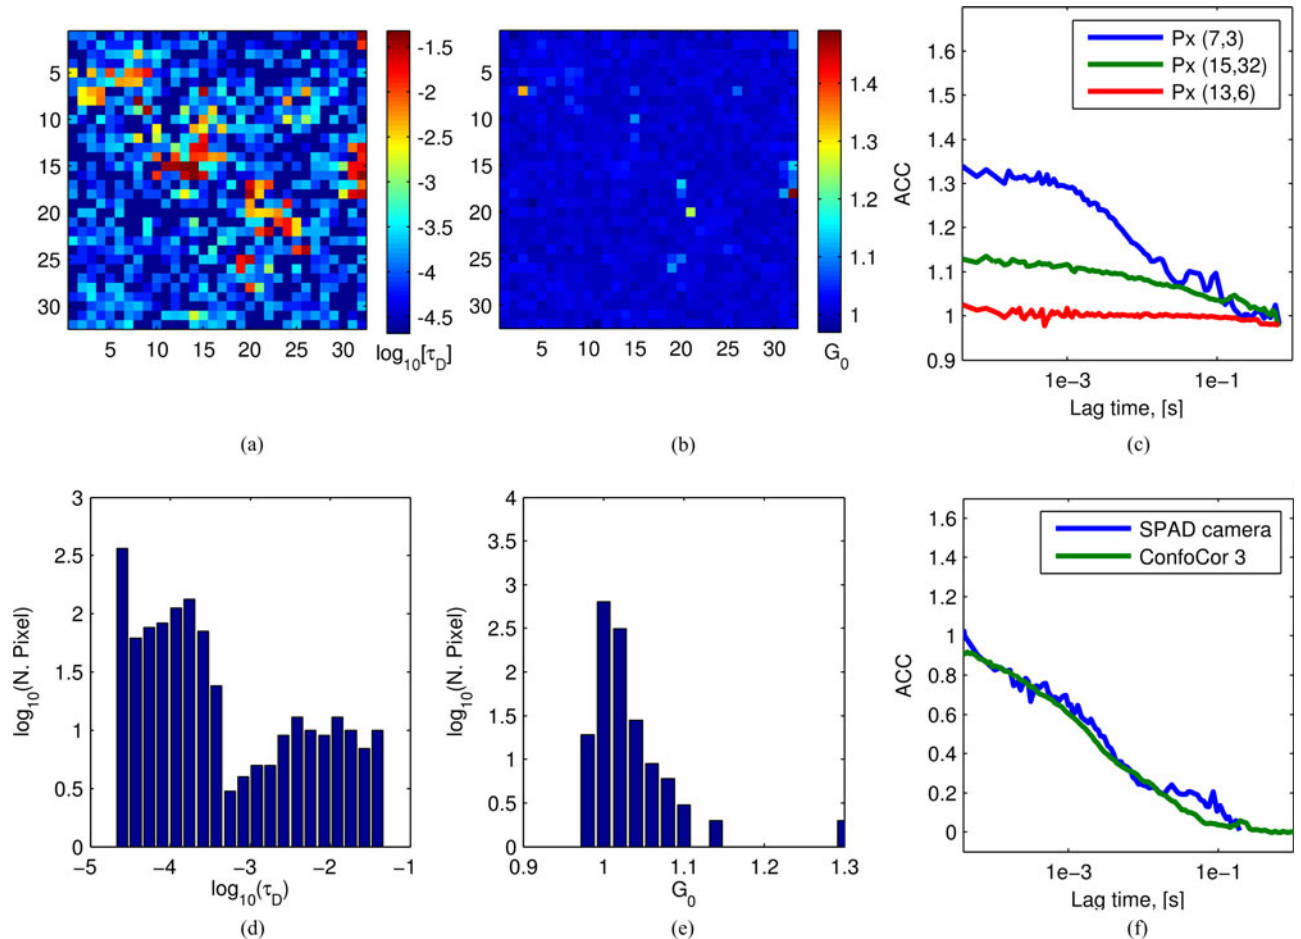 5
10
15
20
25
30
5 10 15 20 25 30
−1.5
−2
−2.5
−3
−3.5
−4
−4.5
log10[τD]
(a)
5
10
15
20
25
30
5 10 15 20 25 30
1.4
1.3
1.2
1.1
1
G0
(b)
Px (7,3)
Px (15,32)
Px (13,6)
ACC
1.6
1.5
1.4
1.3
1.2
1.1
1
0.9
1e−3 1e−1
Lag time, [s]
(c)
log10(N. Pixel)
3
2.5
2
1.5
1
0.5
0
−5 −4 −3 −2 −1
log10(τD)
(d)
log10(N. Pixel)
4
3.5
3
2.5
2
1.5
1
0.5
0
0.9 1 1.1 1.2 1.3
G0
(e)
SPAD camera
ConfoCor 3
ACC
1.6
1.4
1.2
1
0.8
0.6
0.4
0.2
0
1e−3 1e−1
Lag time, [s]
(f)